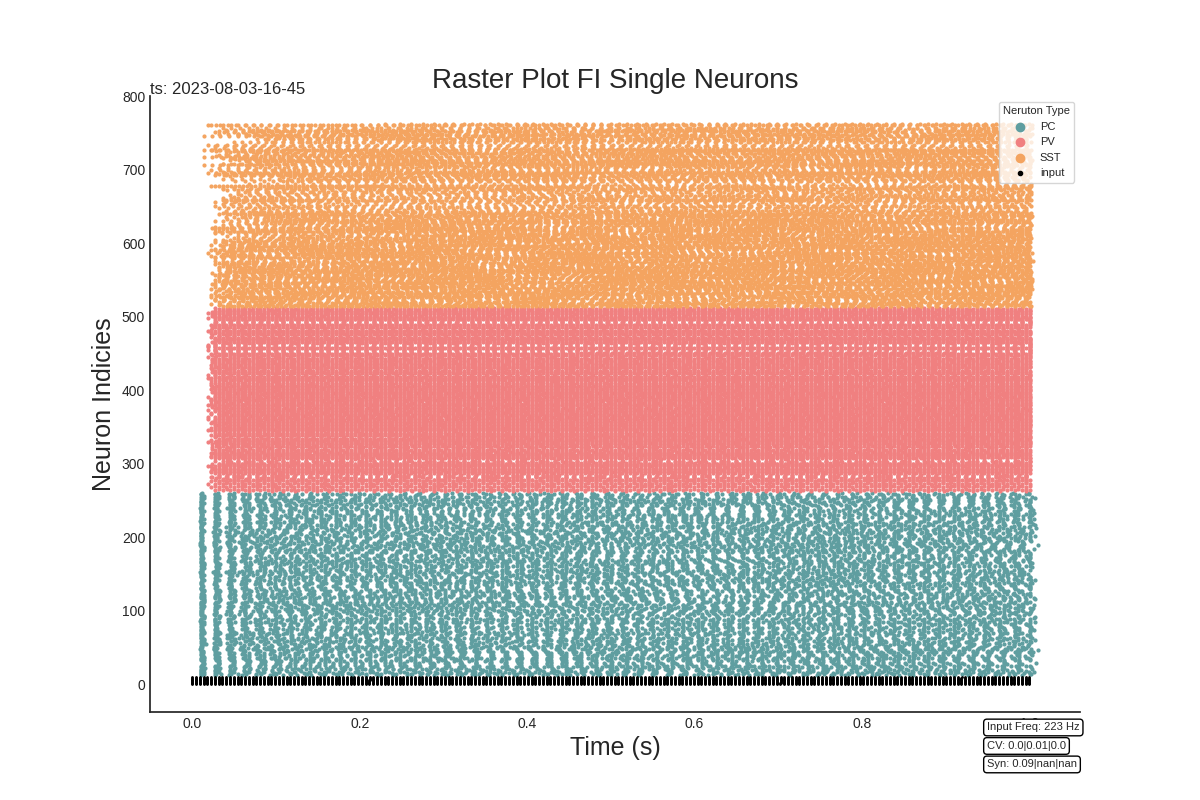 Raster Plot FI Single Neurons
ts: 2023-08-03-16-45
Neruton Type
PC
PV
SST
input
800
700
600
500
400
300
200
100
0
Neuron Indicies
0.0 0.2 0.4 0.6 0.8
Time (s)
Input Freq: 223 Hz
CV: 0.0|0.01|0.0
Syn: 0.09|nan|nan